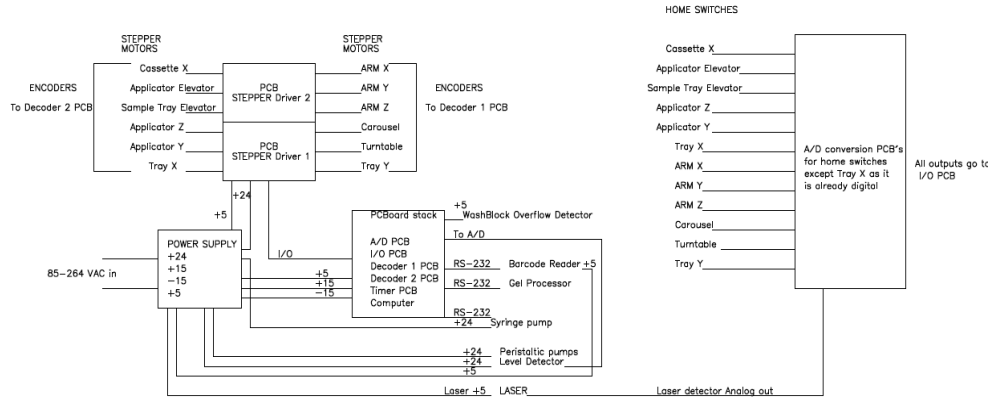 HOME SWITCHES
STEPPER
MOTORS
STEPPER
MOTORS
ENCODERS
To Decoder 2 PCB
Cassette X
Applicator Elevator
Sample Tray Elevator
Applicator Z
Applicator Y
Tray X
PCB
STEPPER Driver 2
PCB
STEPPER Driver 1
ARM X
ARM Y
ARM Z
Carousel
Turntable
Tray Y
ENCODERS
To Decoder 1 PCB
+24
+5
85-264 VAC in
POWER SUPPLY
+24
+15
-15
+5
I/O
+5
+15
-15
PCBoard stack
A/D PCB
I/O PCB
Decoder 1 PCB
Decoder 2 PCB
Timer PCB
Computer
+5
WashBlock Overflow Detector
To A/D
RS-232 Barcode Reader +5
RS-232 Gel Processor
RS-232
+24 Syringe pump
+24 Peristaltic pumps
+24 Level Detector
+5
Laser +5 LASER
Laser detector Analog out
Cassette X
Applicator Elevator
Sample Tray Elevator
Applicator Z
Applicator Y
Tray X
ARM X
ARM Y
ARM Z
Carousel
Turntable
Tray Y
A/D conversion PCB's
for home switches
except Tray X as it
is already digital
All outputs go to
I/O PCB